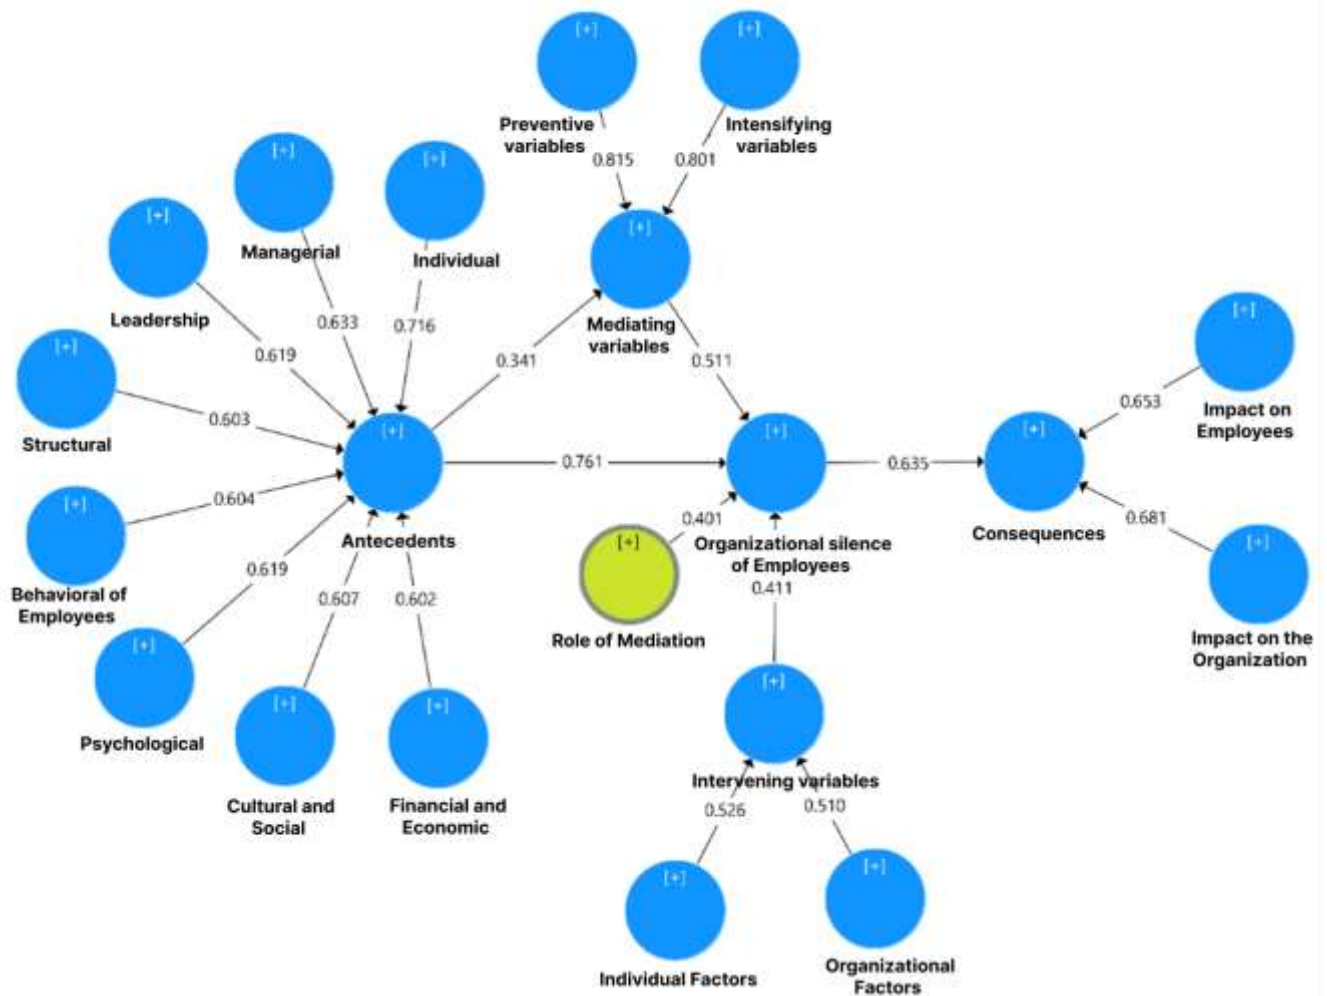 [+]
[+]
Preventive
variables
Intensifying
variables
0.815
0.801
[+]
[+]
[+]
[+]
Managerial
Individual
Leadership
0.633
0.716
0.619
[+]
Mediating
variables
0.341
0.511
[+]
Structural
0.603
[+]
Impact on
Employees
0.653
[+]
Antecedents
0.761
[+]
Organizational silence
of Employees
0.635
[+]
Consequences
0.681
[+]
Impact on the
Organization
[+]
Behavioral of
Employees
0.604
0.401
[+]
Role of Mediation
0.411
0.619
0.607
0.602
[+]
Psychological
[+]
Cultural and
Social
[+]
Financial and
Economic
[+]
Intervening variables
0.526
0.510
[+]
Individual Factors
[+]
Organizational
Factors